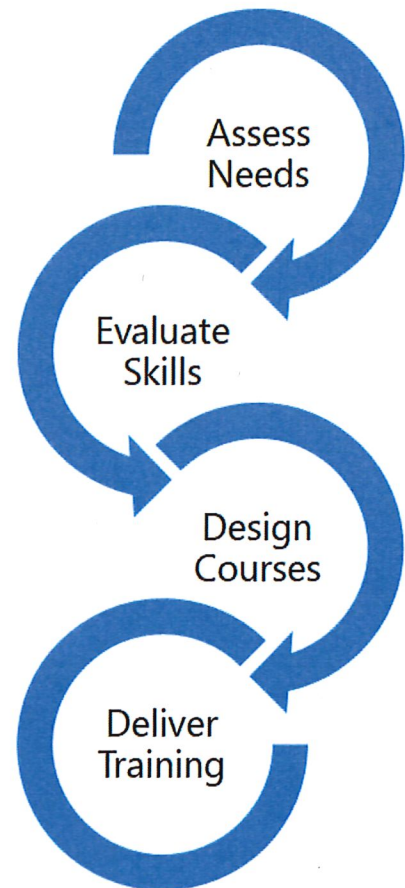 Assess
Needs
Evaluate
Skills
Design
Courses
Deliver
Training